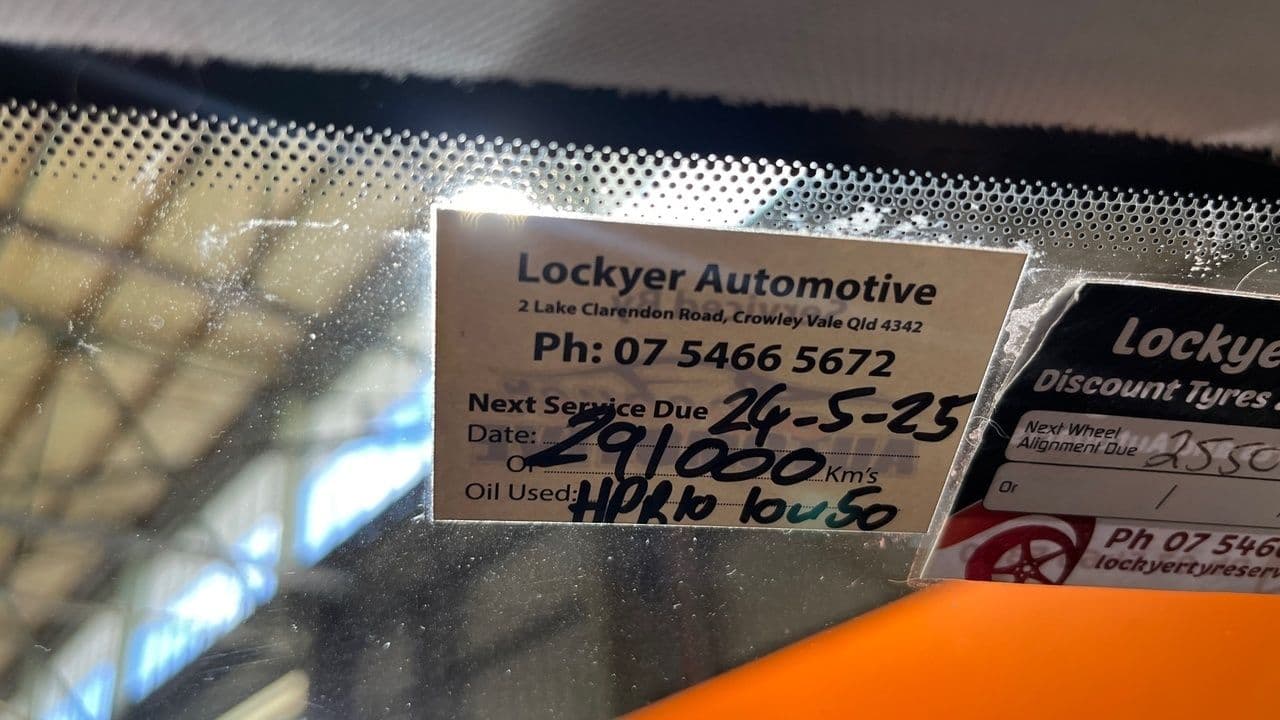 Lockyer Automotive
2 Lake Clarendon Road, Crowley Vale Qld 4342
Ph: 07 5466 5672
Next Service Due 24-5-25
Date:
Or 291000 Km's
Oil Used: HPR10 10w50
Lockye
Discount Tyres
Next Wheel
Alignment Due 2550
Or /
Ph 07 546
lockyertyreserv